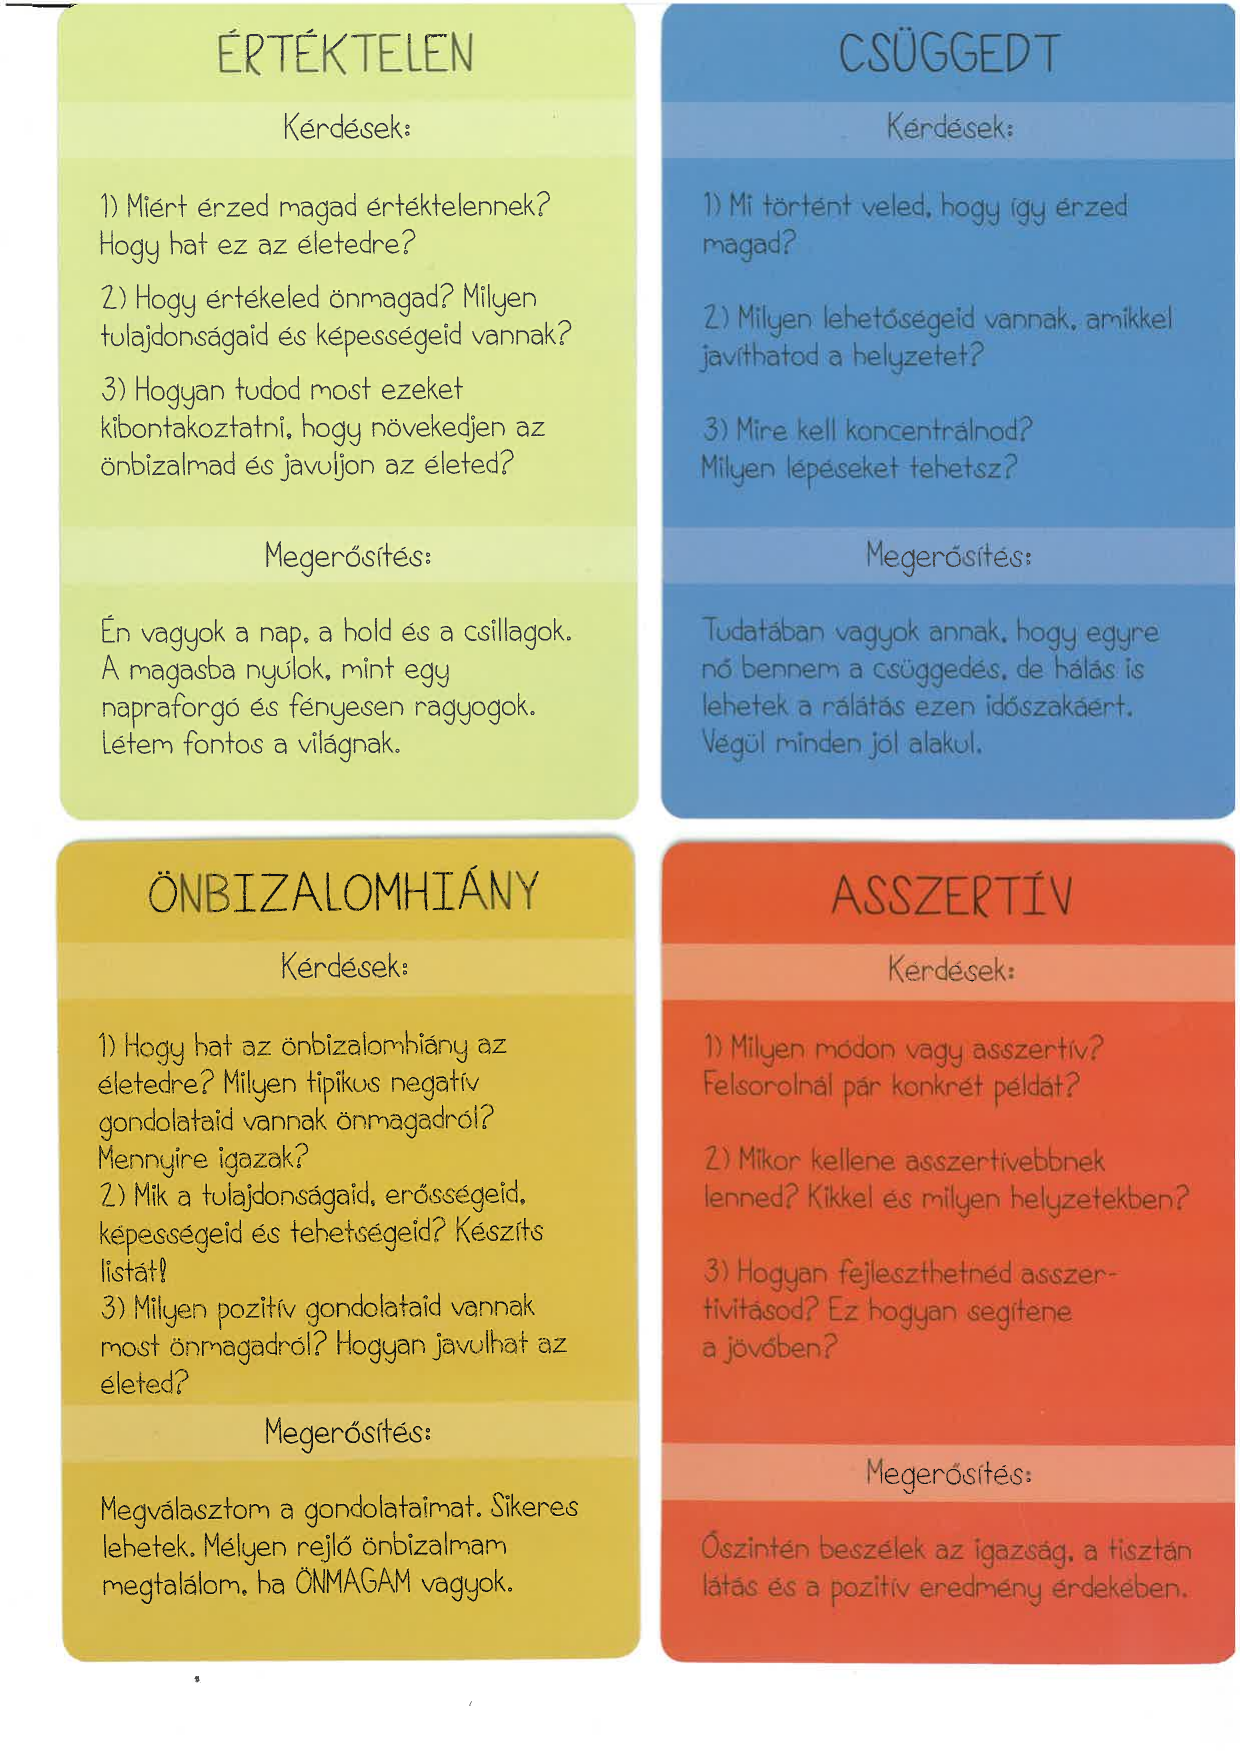 ÉRTÉKTELEN
Kérdések:
1) Miért érzed magad értéktelennek?
Hogy hat ez az életedre?
2) Hogy értékeled önmagad? Milyen
tulajdonságaid és képességeid vannak?
3) Hogyan tudod most ezeket
kibontakoztatni, hogy növekedjen az
önbizalmad és javuljon az életed?
Megerősítés:
Én vagyok a nap, a hold és a csillagok.
A magasba nyúlok, mint egy
napraforgó és fényesen ragyogok.
Létem fontos a világnak.
CSÜGGEDT
Kérdések:
1) Mi történt veled, hogy így érzed
magad?
2) Milyen lehetőségeid vannak, amikkel
javíthatod a helyzetet?
3) Mire kell koncentrálnod?
Milyen lépéseket tehetsz?
Megerősítés:
Tudatában vagyok annak, hogy egyre
nő bennem a csüggedés, de hálás is
lehetek a rálátás ezen időszakáért.
Végül minden jól alakul.
ÖNBIZALOMHIÁNY
Kérdések:
1) Hogy hat az önbizalomhiány az
életedre? Milyen tipikus negatív
gondolataid vannak önmagadról?
Mennyire igazak?
2) Mik a tulajdonságaid, erősségeid,
képességeid és tehetségeid? Készíts
listát!
3) Milyen pozitív gondolataid vannak
most önmagadról? Hogyan javulhat az
életed?
Megerősítés:
Megválasztom a gondolataimat. Sikeres
lehetek. Mélyen rejlő önbizalmam
megtalálom, ha ÖNMAGAM vagyok.
ASSZERTÍV
Kérdések:
1) Milyen módon vagy asszertív?
Felsorolnál pár konkrét példát?
2) Mikor kellene asszertívebbnek
lenned? Kikkel és milyen helyzetekben?
3) Hogyan fejleszthetnéd asszer-
tivitásod? Ez hogyan segítene
a jövőben?
Megerősítés:
Őszintén beszélek az igazság, a tisztán
látás és a pozitív eredmény érdekében.